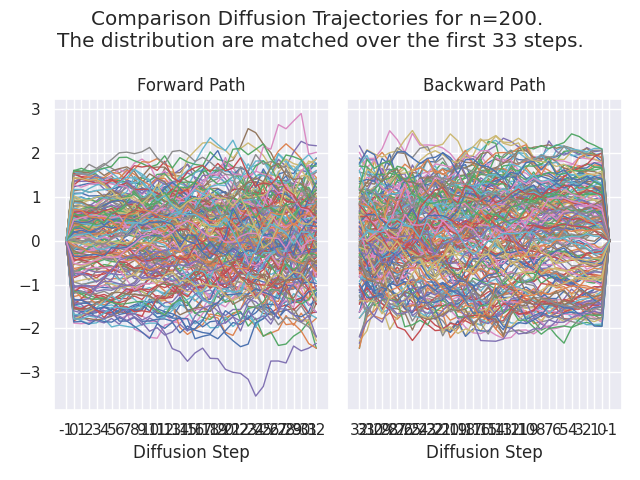 Comparison Diffusion Trajectories for n=200.
The distribution are matched over the first 33 steps.
Forward Path
Backward Path
3
2
1
0
−1
−2
−3
Diffusion Step
Diffusion Step